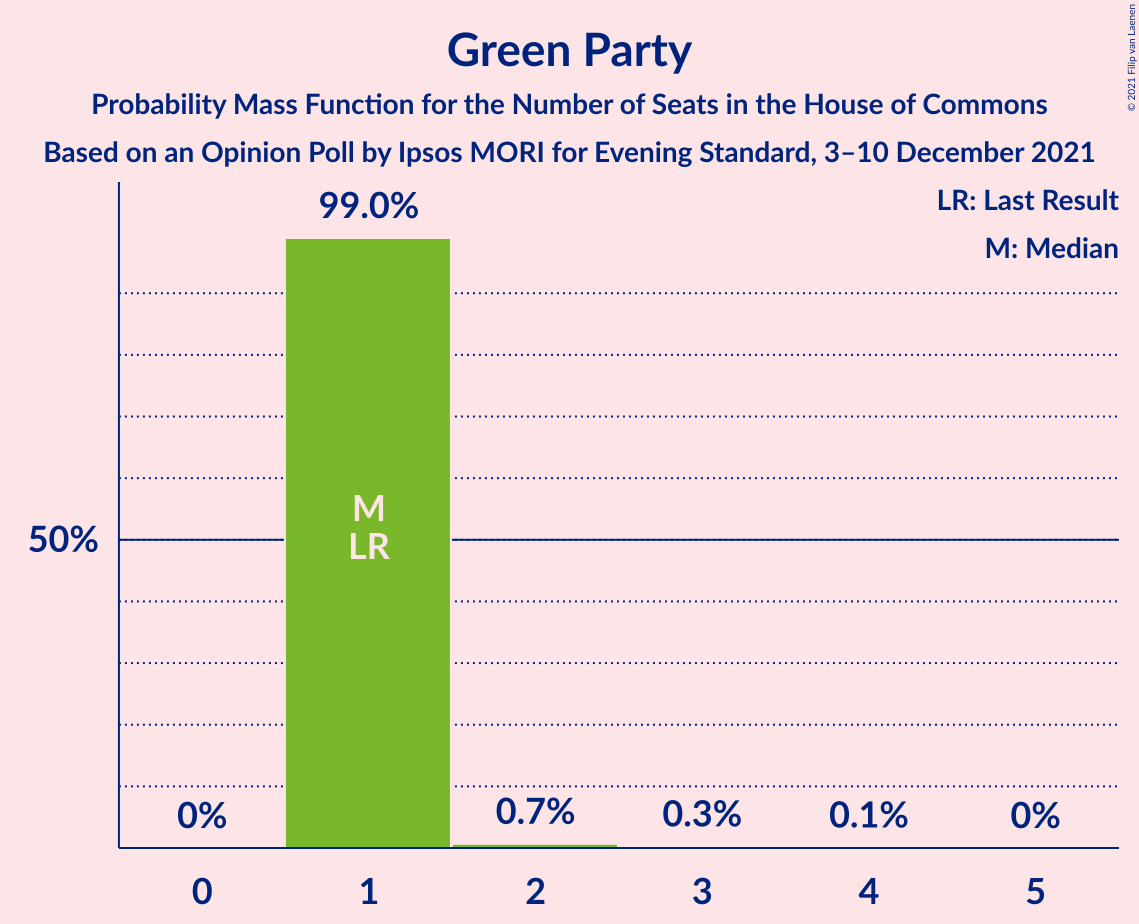 Green Party
Probability Mass Function for the Number of Seats in the House of Commons
Based on an Opinion Poll by Ipsos MORI for Evening Standard, 3–10 December 2021
© 2021 Filip van Laenen
LR: Last Result
M: Median
99.0%
M
LR
50%
0%
0.7%
0.3%
0.1%
0%
0
1
2
3
4
5